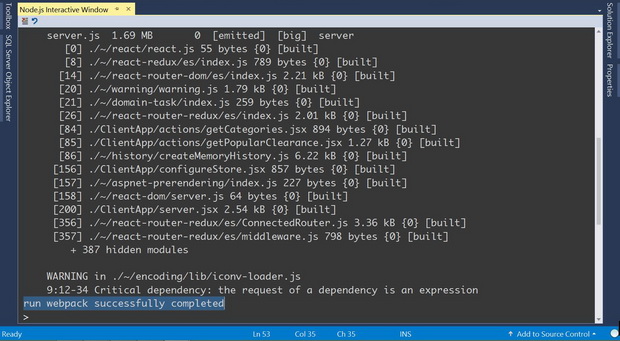 Node.js Interactive Window
Toolbox
SQL Server Object Explorer
Solution Explorer
Properties
server.js 1.69 MB 0 [emitted] [big] server
[0] ./~/react/react.js 55 bytes {0} [built]
[8] ./~/react-redux/es/index.js 789 bytes {0} [built]
[14] ./~/react-router-dom/es/index.js 2.21 kB {0} [built]
[20] ./~/warning/warning.js 1.79 kB {0} [built]
[21] ./~/domain-task/index.js 259 bytes {0} [built]
[26] ./~/react-router-redux/es/index.js 2.01 kB {0} [built]
[84] ./ClientApp/actions/getCategories.jsx 894 bytes {0} [built]
[85] ./ClientApp/actions/getPopularClearance.jsx 1.27 kB {0} [built]
[86] ./~/history/createMemoryHistory.js 6.22 kB {0} [built]
[156] ./ClientApp/configureStore.jsx 857 bytes {0} [built]
[157] ./~/aspnet-prerendering/index.js 227 bytes {0} [built]
[158] ./~/react-dom/server.js 64 bytes {0} [built]
[200] ./ClientApp/server.jsx 2.54 kB {0} [built]
[356] ./~/react-router-redux/es/ConnectedRouter.js 3.36 kB {0} [built]
[357] ./~/react-router-redux/es/middleware.js 798 bytes {0} [built]
+ 387 hidden modules
WARNING in ./~/encoding/lib/iconv-loader.js
9:12-34 Critical dependency: the request of a dependency is an expression
run webpack successfully completed
>
Ready Ln 53 Col 35 Ch 35 INS Add to Source Control